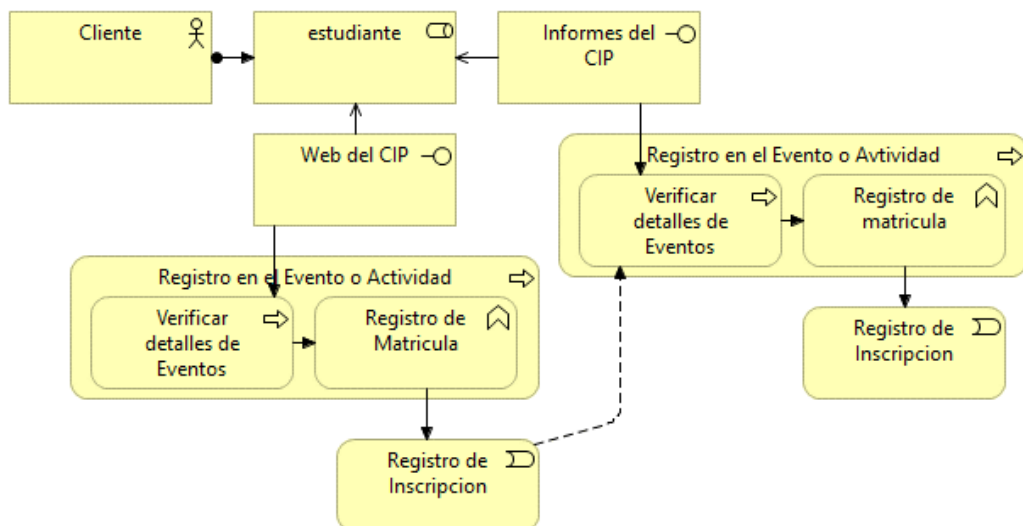 Cliente
estudiante
Informes del
CIP
Web del CIP
Registro en el Evento o Avtividad
Verificar
detalles de
Eventos
Registro de
matricula
Registro en el Evento o Actividad
Verificar
detalles de
Eventos
Registro de
Matricula
Registro de
Inscripcion
Registro de
Inscripcion